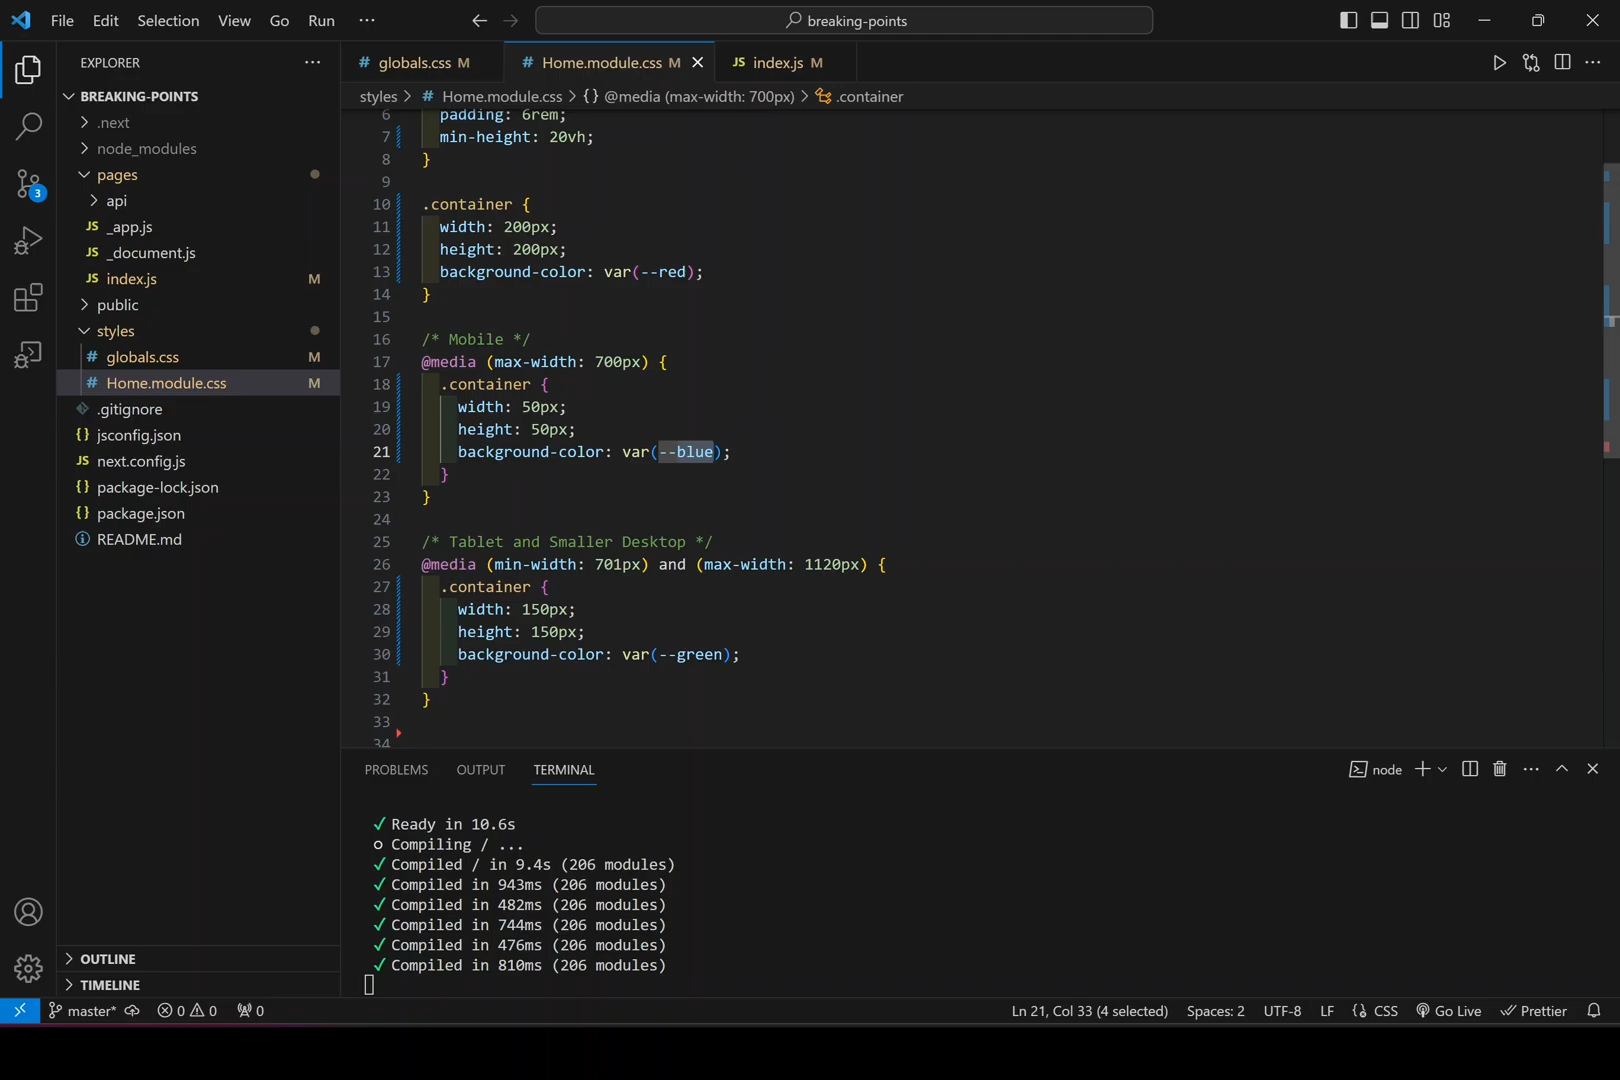 File Edit Selection View Go Run ···
breaking-points
EXPLORER
BREAKING-POINTS
.next
node_modules
pages
api
JS _app.js
JS _document.js
JS index.js M
public
styles
# globals.css M
# Home.module.css M
.gitignore
{} jsconfig.json
JS next.config.js
{} package-lock.json
{} package.json
README.md
OUTLINE
TIMELINE
3
# globals.css M
# Home.module.css M
JS index.js M
styles > # Home.module.css > {} @media (max-width: 700px) > .container
6 padding: 6rem;
7 min-height: 20vh;
8 }
9
10 .container {
11 width: 200px;
12 height: 200px;
13 background-color: var(--red);
14 }
15
16 /* Mobile */
17 @media (max-width: 700px) {
18 .container {
19 width: 50px;
20 height: 50px;
21 background-color: var(--blue);
22 }
23 }
24
25 /* Tablet and Smaller Desktop */
26 @media (min-width: 701px) and (max-width: 1120px) {
27 .container {
28 width: 150px;
29 height: 150px;
30 background-color: var(--green);
31 }
32 }
33
34
PROBLEMS OUTPUT TERMINAL
node
✓ Ready in 10.6s
○ Compiling / ...
✓ Compiled / in 9.4s (206 modules)
✓ Compiled in 943ms (206 modules)
✓ Compiled in 482ms (206 modules)
✓ Compiled in 744ms (206 modules)
✓ Compiled in 476ms (206 modules)
✓ Compiled in 810ms (206 modules)
master* 0 0 0 Ln 21, Col 33 (4 selected) Spaces: 2 UTF-8 LF {} CSS Go Live Prettier